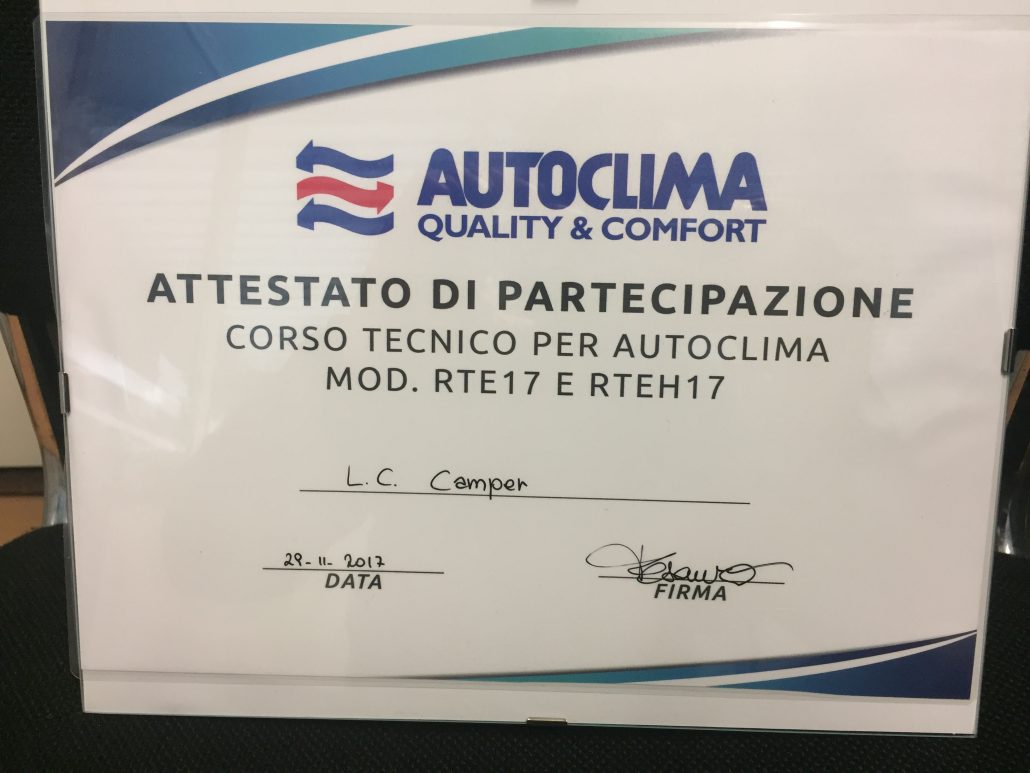 AUTOCLIMA
QUALITY & COMFORT
ATTESTATO DI PARTECIPAZIONE
CORSO TECNICO PER AUTOCLIMA
MOD. RTE17 E RTEH17
L.C. Camper
29-11-2017
DATA
FIRMA